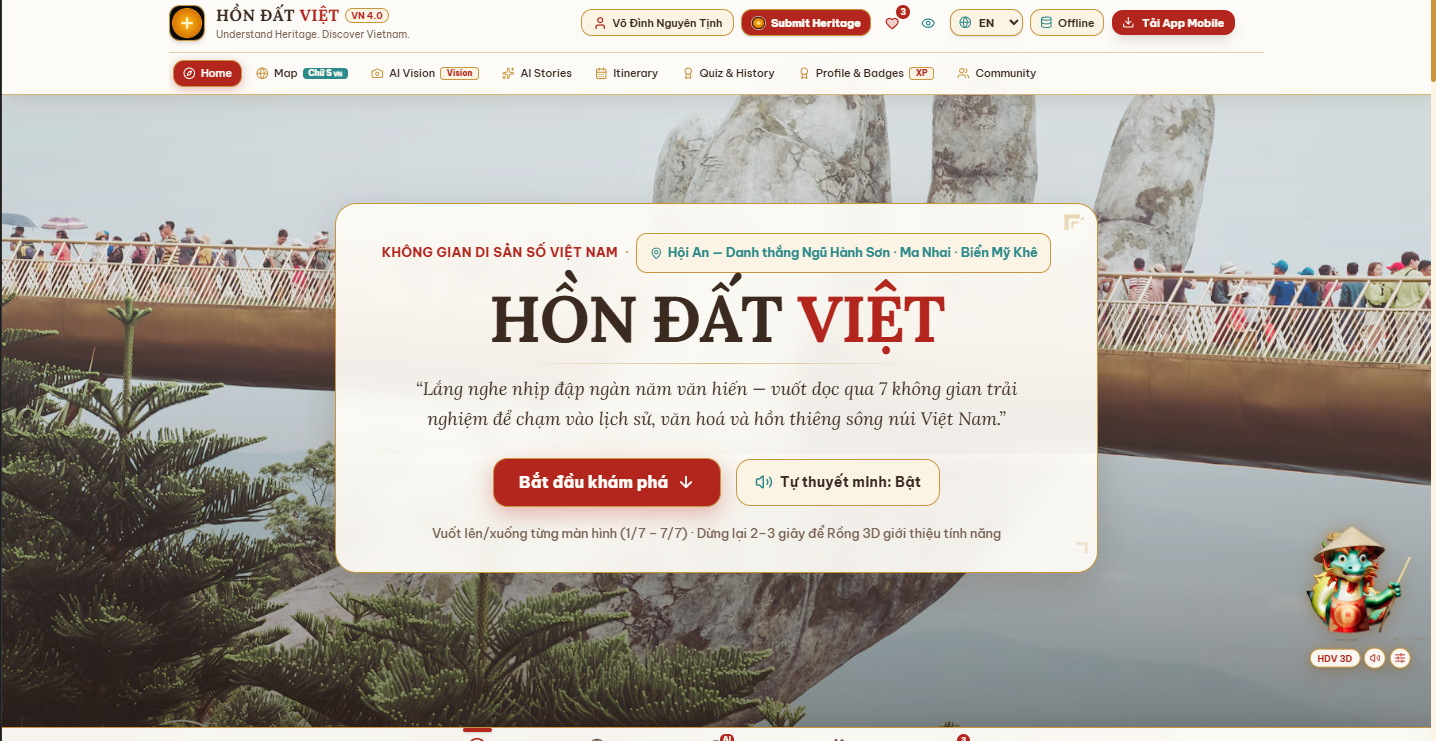 HỒN ĐẤT VIỆT VN 4.0
Understand Heritage. Discover Vietnam.
Võ Đình Nguyên Tịnh
Submit Heritage
3
EN
Offline
Tải App Mobile
Home
Map Chữ S VN
AI Vision Vision
AI Stories
Itinerary
Quiz & History
Profile & Badges XP
Community
KHÔNG GIAN DI SẢN SỐ VIỆT NAM ·
Hội An — Danh thắng Ngũ Hành Sơn · Ma Nhai · Biển Mỹ Khê
HỒN ĐẤT VIỆT
“Lắng nghe nhịp đập ngàn năm văn hiến — vuốt dọc qua 7 không gian trải
nghiệm để chạm vào lịch sử, văn hoá và hồn thiêng sông núi Việt Nam.”
Bắt đầu khám phá ↓
Tự thuyết minh: Bật
Vuốt lên/xuống từng màn hình (1/7 – 7/7) · Dừng lại 2–3 giây để Rồng 3D giới thiệu tính năng
HDV 3D
AI
3